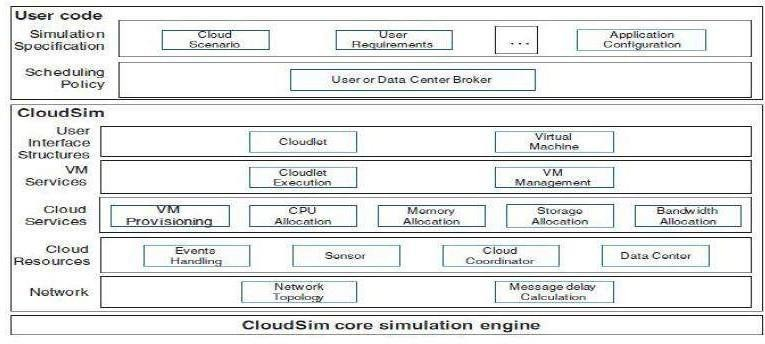 User code
Simulation
Specification
Cloud
Scenario
User
Requirements
...
Application
Configuration
Scheduling
Policy
User or Data Center Broker
CloudSim
User
Interface
Structures
Cloudlet
Virtual
Machine
VM
Services
Cloudlet
Execution
VM
Management
Cloud
Services
VM
Provisioning
CPU
Allocation
Memory
Allocation
Storage
Allocation
Bandwidth
Allocation
Cloud
Resources
Events
Handling
Sensor
Cloud
Coordinator
Data Center
Network
Network
Topology
Message delay
Calculation
CloudSim core simulation engine